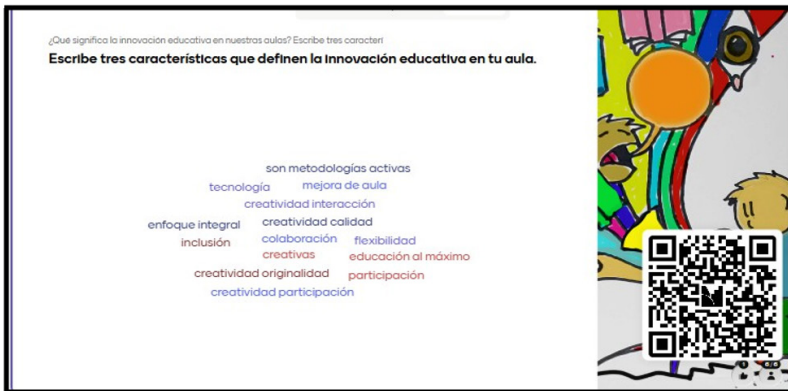 ¿Qué significa la innovación educativa en nuestras aulas? Escribe tres caracterí
Escribe tres características que definen la innovación educativa en tu aula.
son metodologías activas
tecnología mejora de aula
creatividad interacción
enfoque integral creatividad calidad
inclusión colaboración flexibilidad
creativas educación al máximo
creatividad originalidad participación
creatividad participación